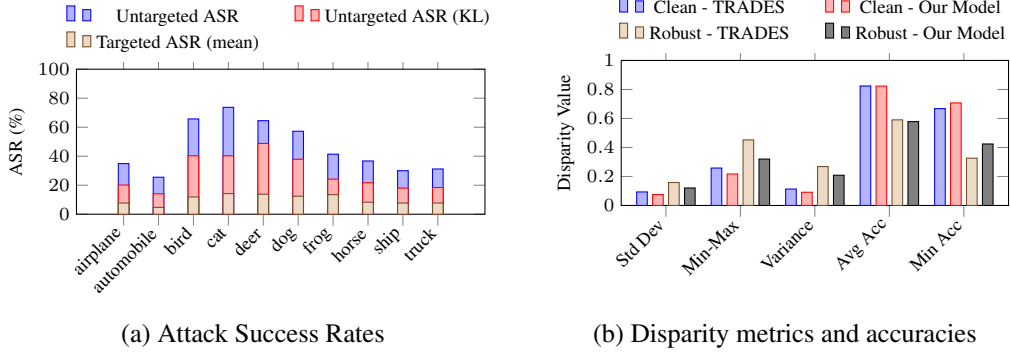 Untargeted ASR
Untargeted ASR (KL)
Targeted ASR (mean)
100
80
60
40
20
0
ASR (%)
airplane
automobile
bird
cat
deer
dog
frog
horse
ship
truck
(a) Attack Success Rates
Clean - TRADES
Clean - Our Model
Robust - TRADES
Robust - Our Model
1
0.8
0.6
0.4
0.2
0
Disparity Value
Std Dev
Min-Max
Variance
Avg Acc
Min Acc
(b) Disparity metrics and accuracies